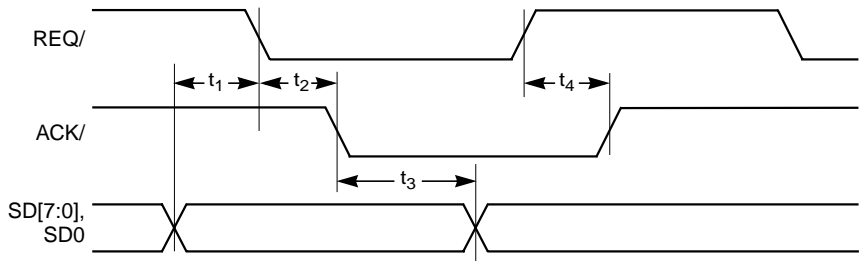 REQ/
t1 t2 t4
ACK/
t3
SD[7:0],
SD0